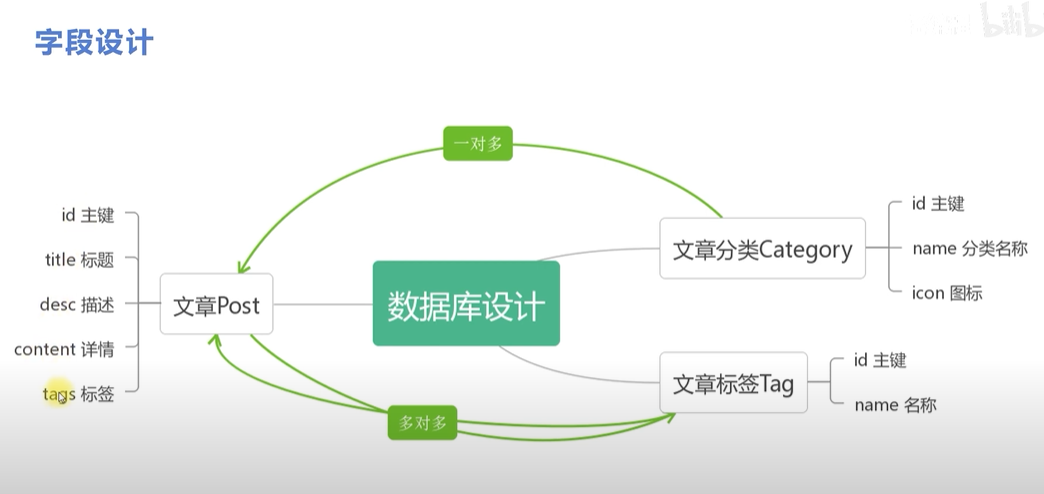 字段设计
一对多
id 主键
title 标题
desc 描述
content 详情
tags 标签
文章Post
数据库设计
文章分类Category
id 主键
name 分类名称
icon 图标
文章标签Tag
id 主键
name 名称
多对多